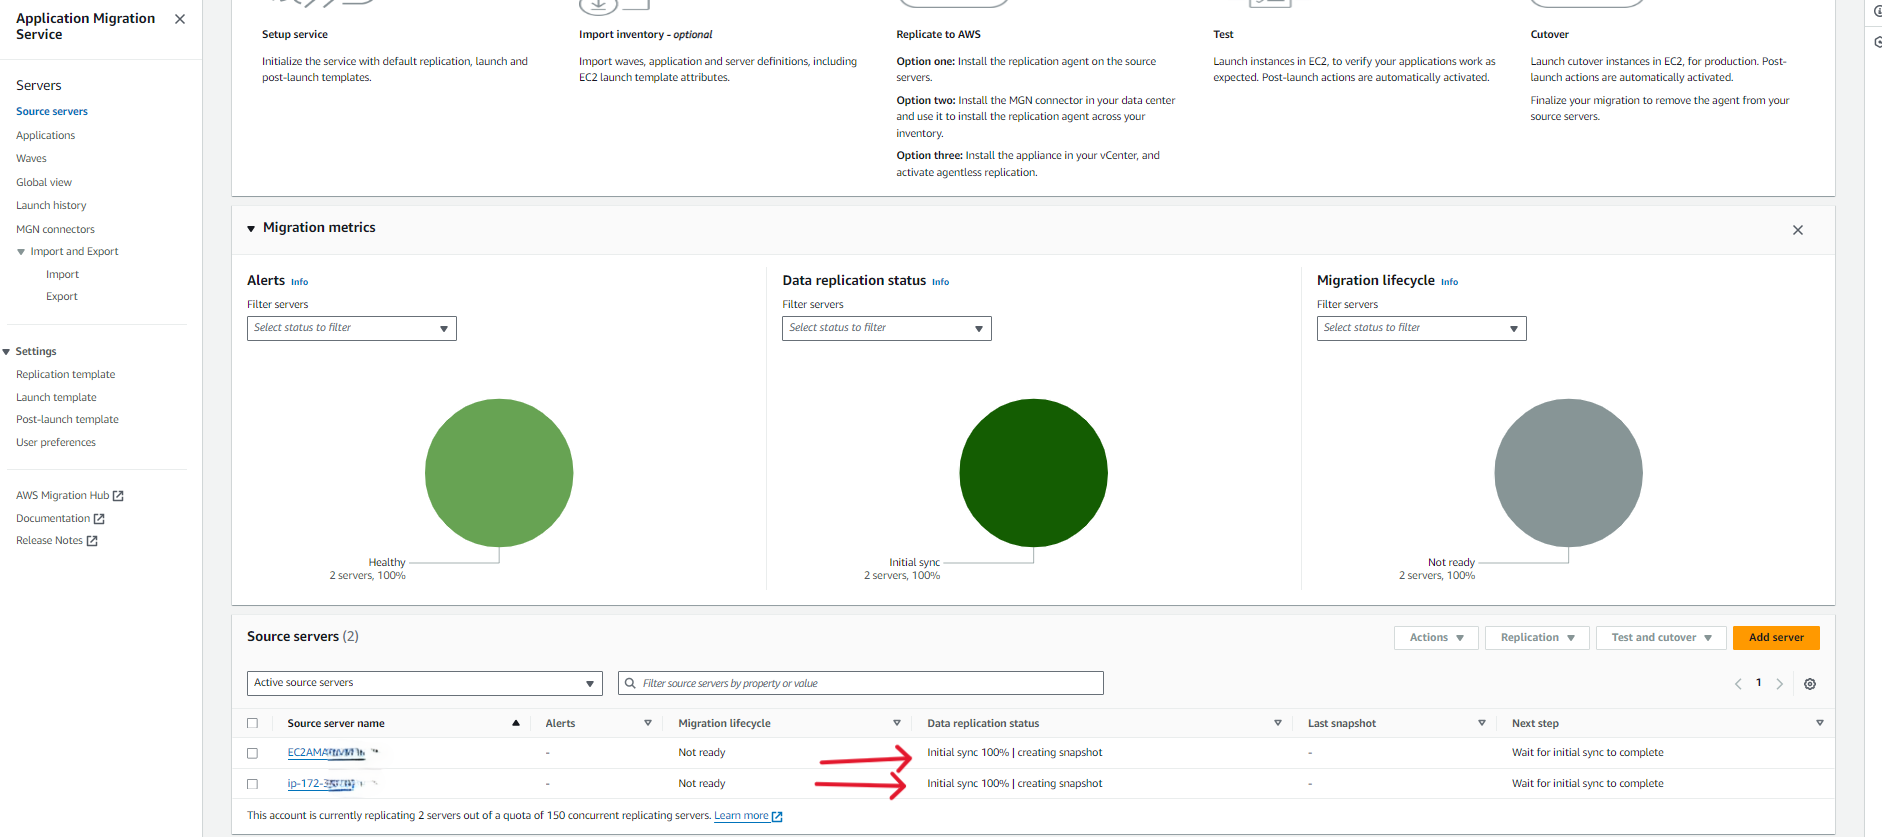 Application Migration
Service
Servers
Source servers
Applications
Waves
Global view
Launch history
MGN connectors
Import and Export
Import
Export
Settings
Replication template
Launch template
Post-launch template
User preferences
AWS Migration Hub
Documentation
Release Notes
Setup service
Initialize the service with default replication, launch and
post-launch templates.
Import inventory - optional
Import waves, application and server definitions, including
EC2 launch template attributes.
Replicate to AWS
Option one: Install the replication agent on the source
servers.
Option two: Install the MGN connector in your data center
and use it to install the replication agent across your
inventory.
Option three: Install the appliance in your vCenter, and
activate agentless replication.
Test
Launch instances in EC2, to verify your applications work as
expected. Post-launch actions are automatically activated.
Cutover
Launch cutover instances in EC2, for production. Post-
launch actions are automatically activated.
Finalize your migration to remove the agent from your
source servers.
Migration metrics
Alerts Info
Filter servers
Select status to filter
Healthy
2 servers, 100%
Data replication status Info
Filter servers
Select status to filter
Initial sync
2 servers, 100%
Migration lifecycle Info
Filter servers
Select status to filter
Not ready
2 servers, 100%
Source servers (2)
Actions Replication Test and cutover Add server
Active source servers
Filter source servers by property or value
1
Source server name Alerts Migration lifecycle Data replication status Last snapshot Next step
- Not ready Initial sync 100% | creating snapshot - Wait for initial sync to complete
- Not ready Initial sync 100% | creating snapshot - Wait for initial sync to complete
This account is currently replicating 2 servers out of a quota of 150 concurrent replicating servers. Learn more